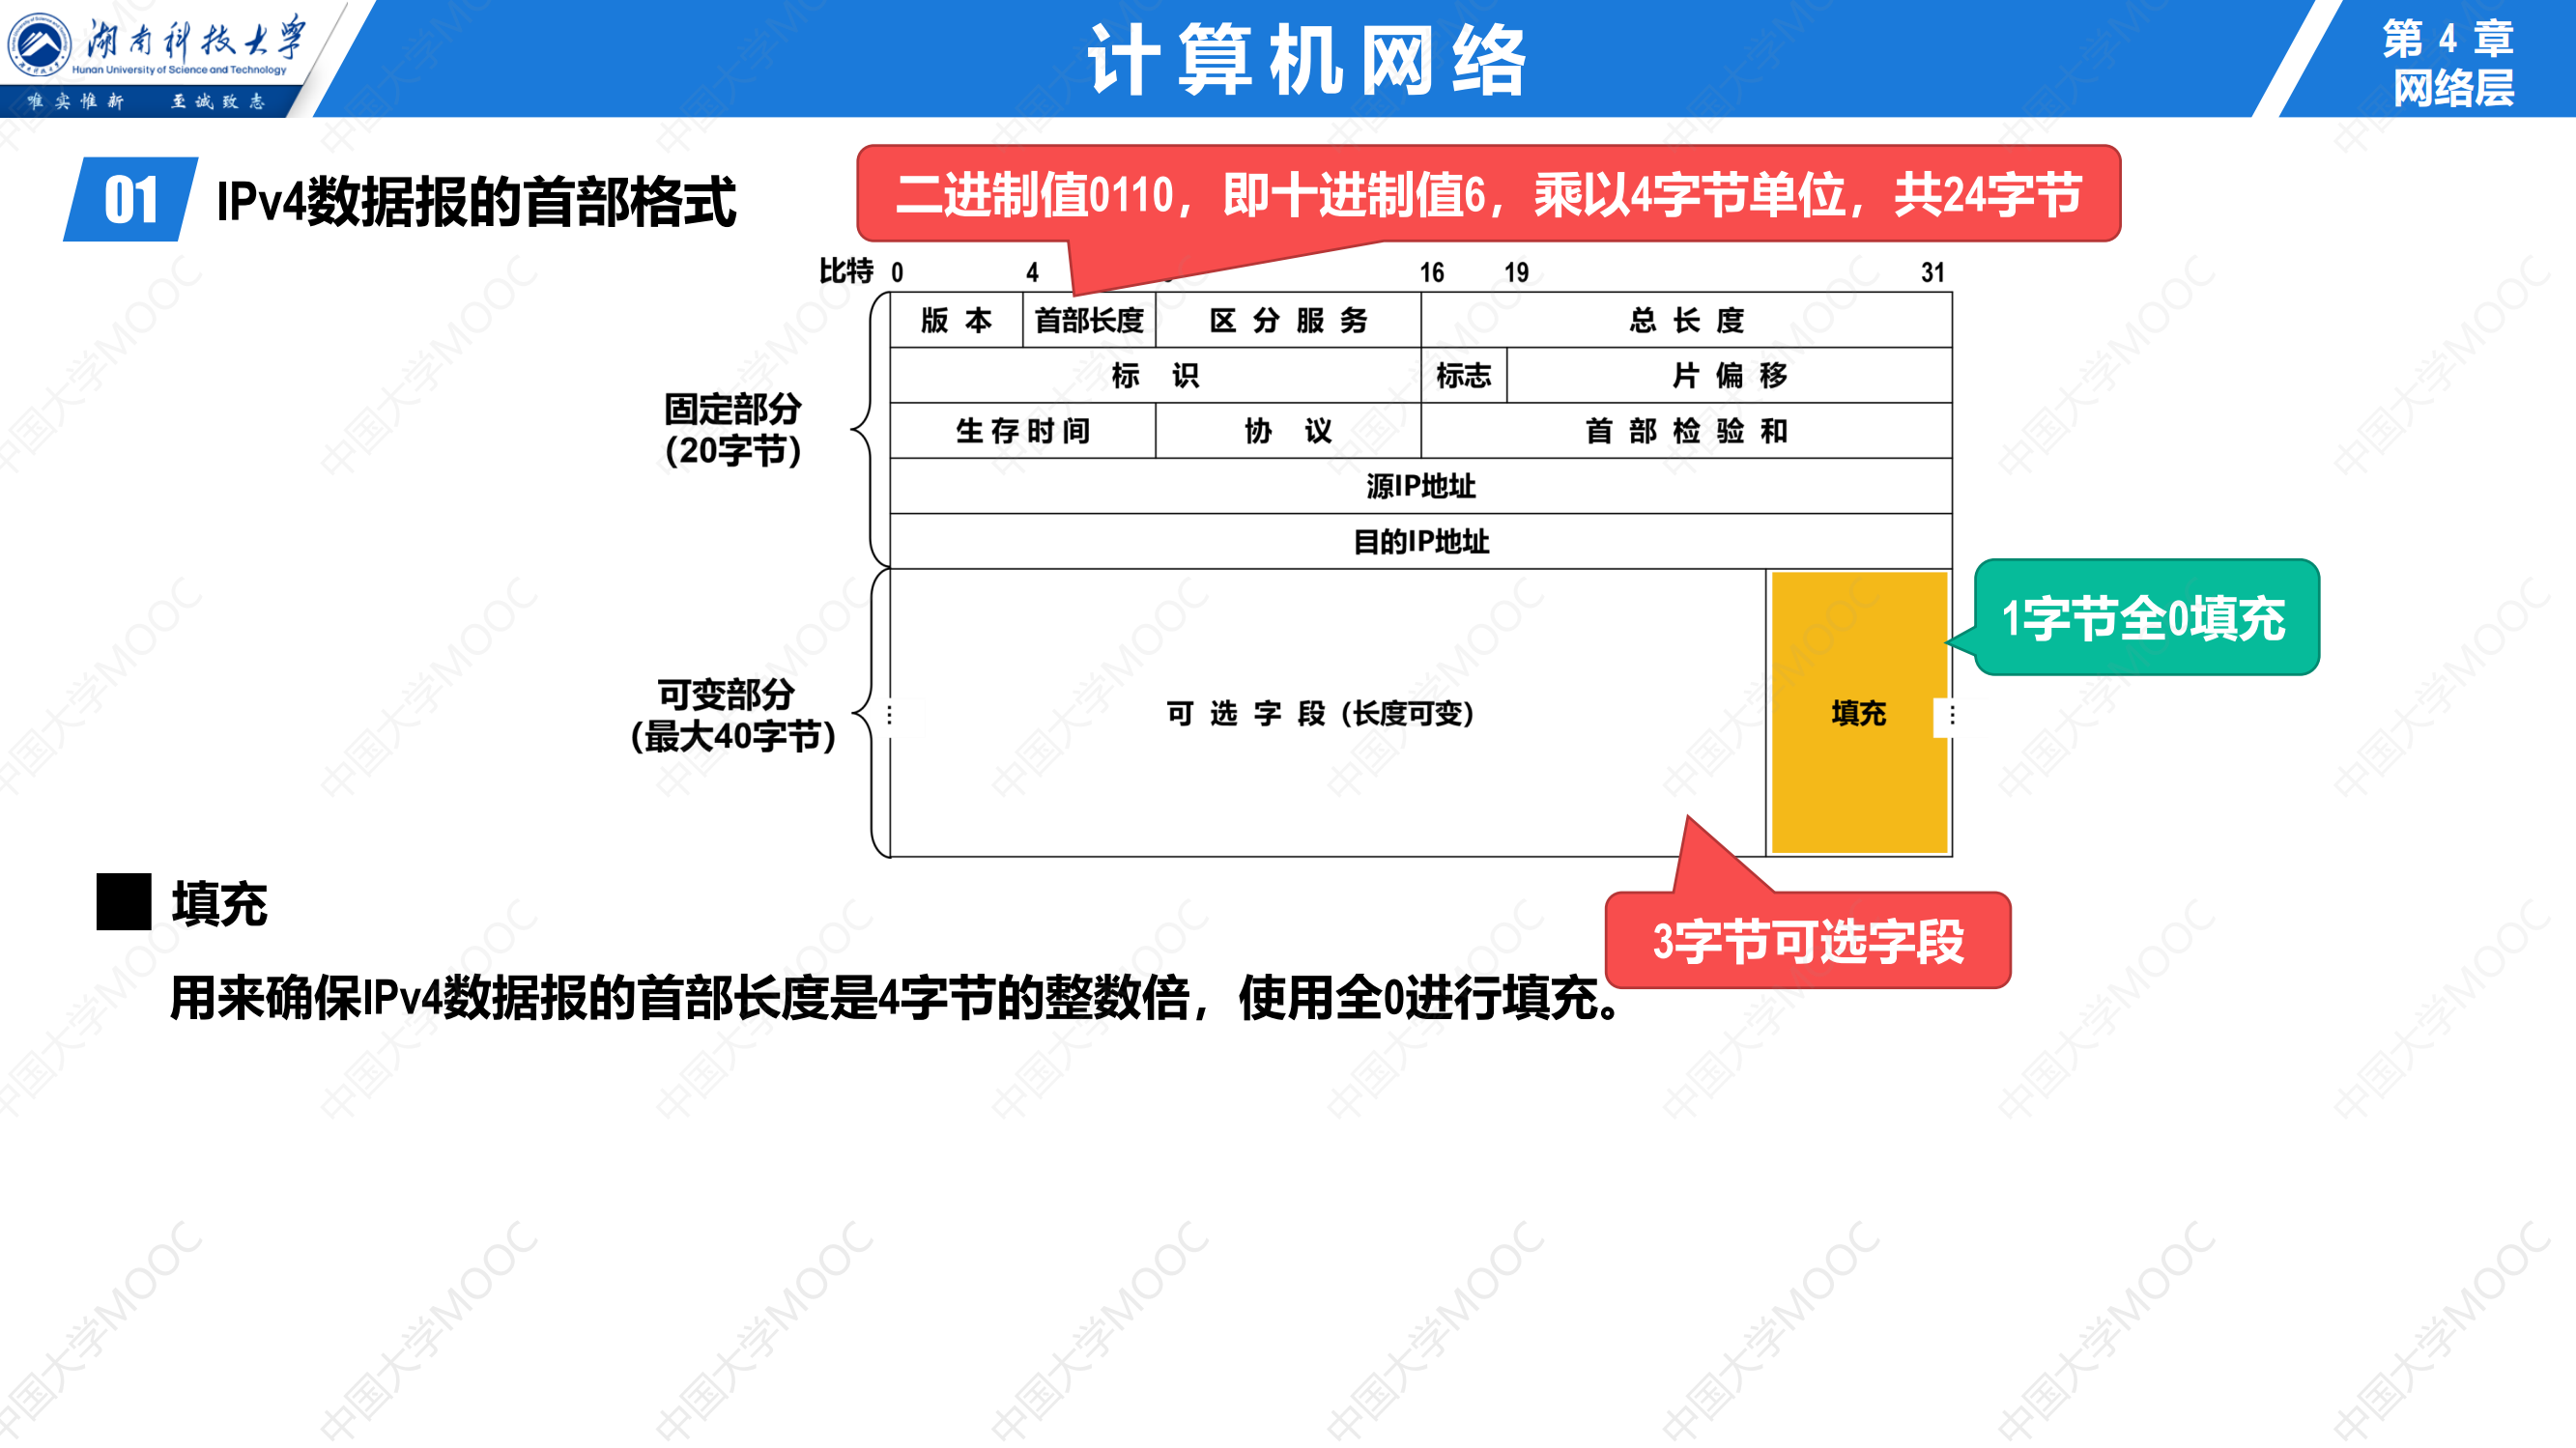 湖南科技大学
Hunan University of Science and Technology
唯实惟新 至诚致志
计算机网络
第 4 章
网络层
01 IPv4数据报的首部格式
二进制值0110，即十进制值6，乘以4字节单位，共24字节
比特 0 4 16 19 31
版 本 首部长度 区 分 服 务 总 长 度
标 识 标志 片 偏 移
生 存 时 间 协 议 首 部 检 验 和
源IP地址
目的IP地址
固定部分
(20字节)
可变部分
(最大40字节)
可 选 字 段 (长度可变)
填充
1字节全0填充
3字节可选字段
填充
用来确保IPv4数据报的首部长度是4字节的整数倍，使用全0进行填充。
中国大学MOOC